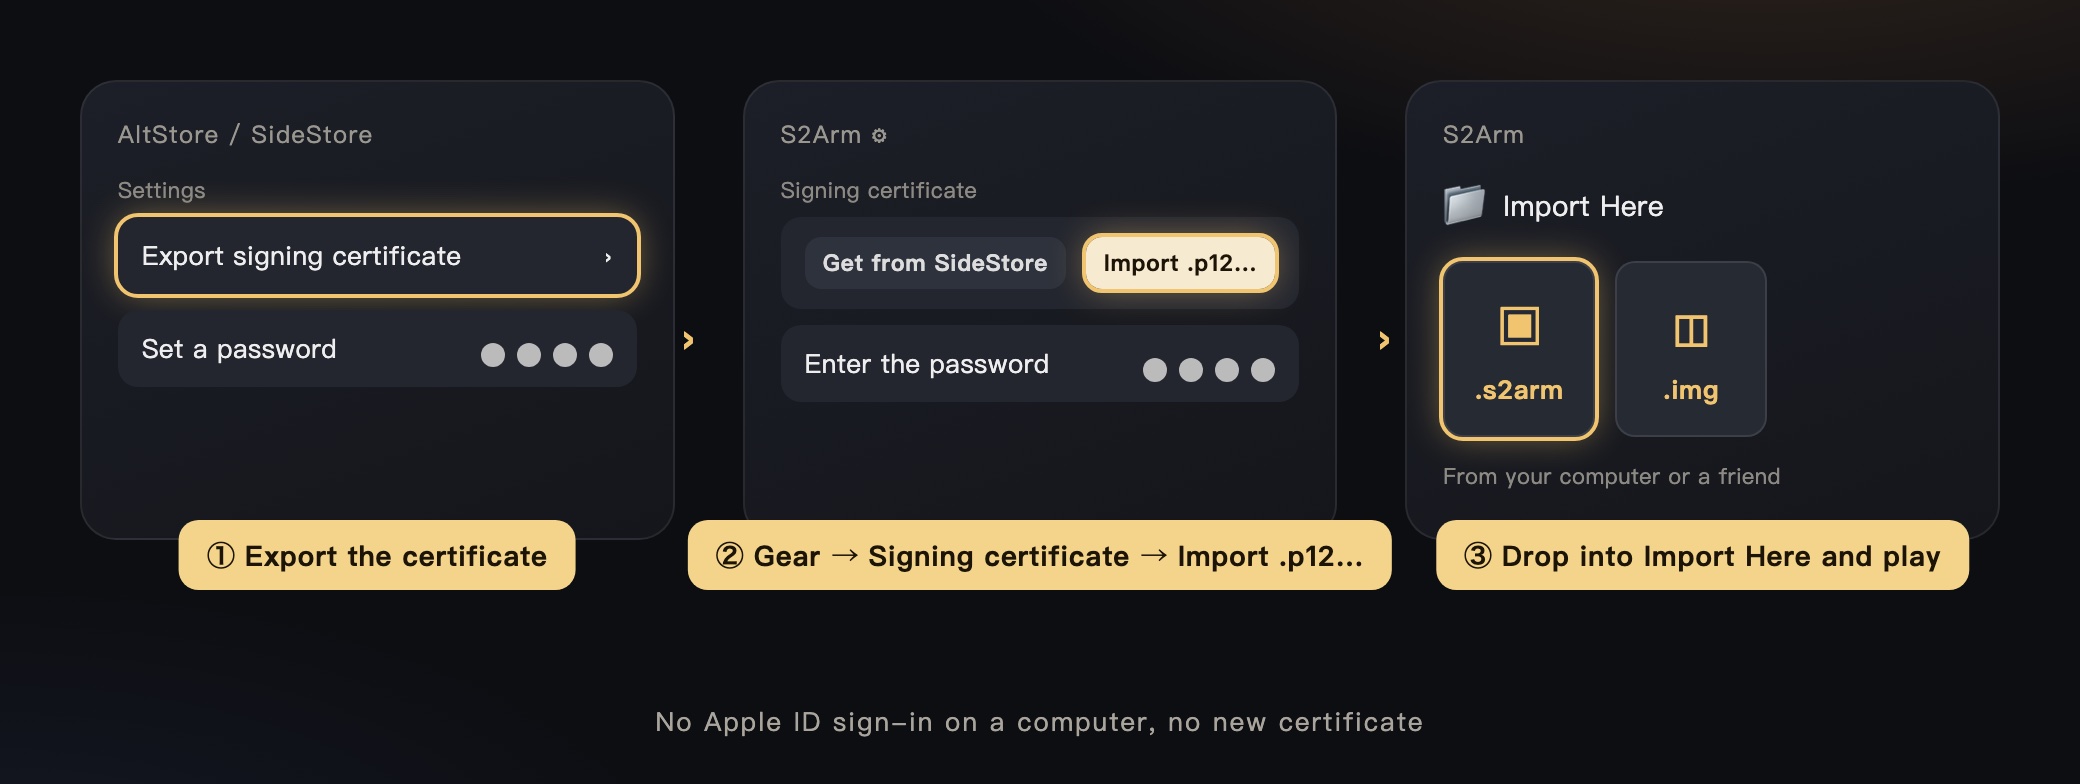 AltStore / SideStore
Settings
Export signing certificate ›
Set a password
S2Arm ⚙
Signing certificate
Get from SideStore
Import .p12...
Enter the password
S2Arm
Import Here
.s2arm
.img
From your computer or a friend
① Export the certificate
② Gear → Signing certificate → Import .p12...
③ Drop into Import Here and play
No Apple ID sign-in on a computer, no new certificate